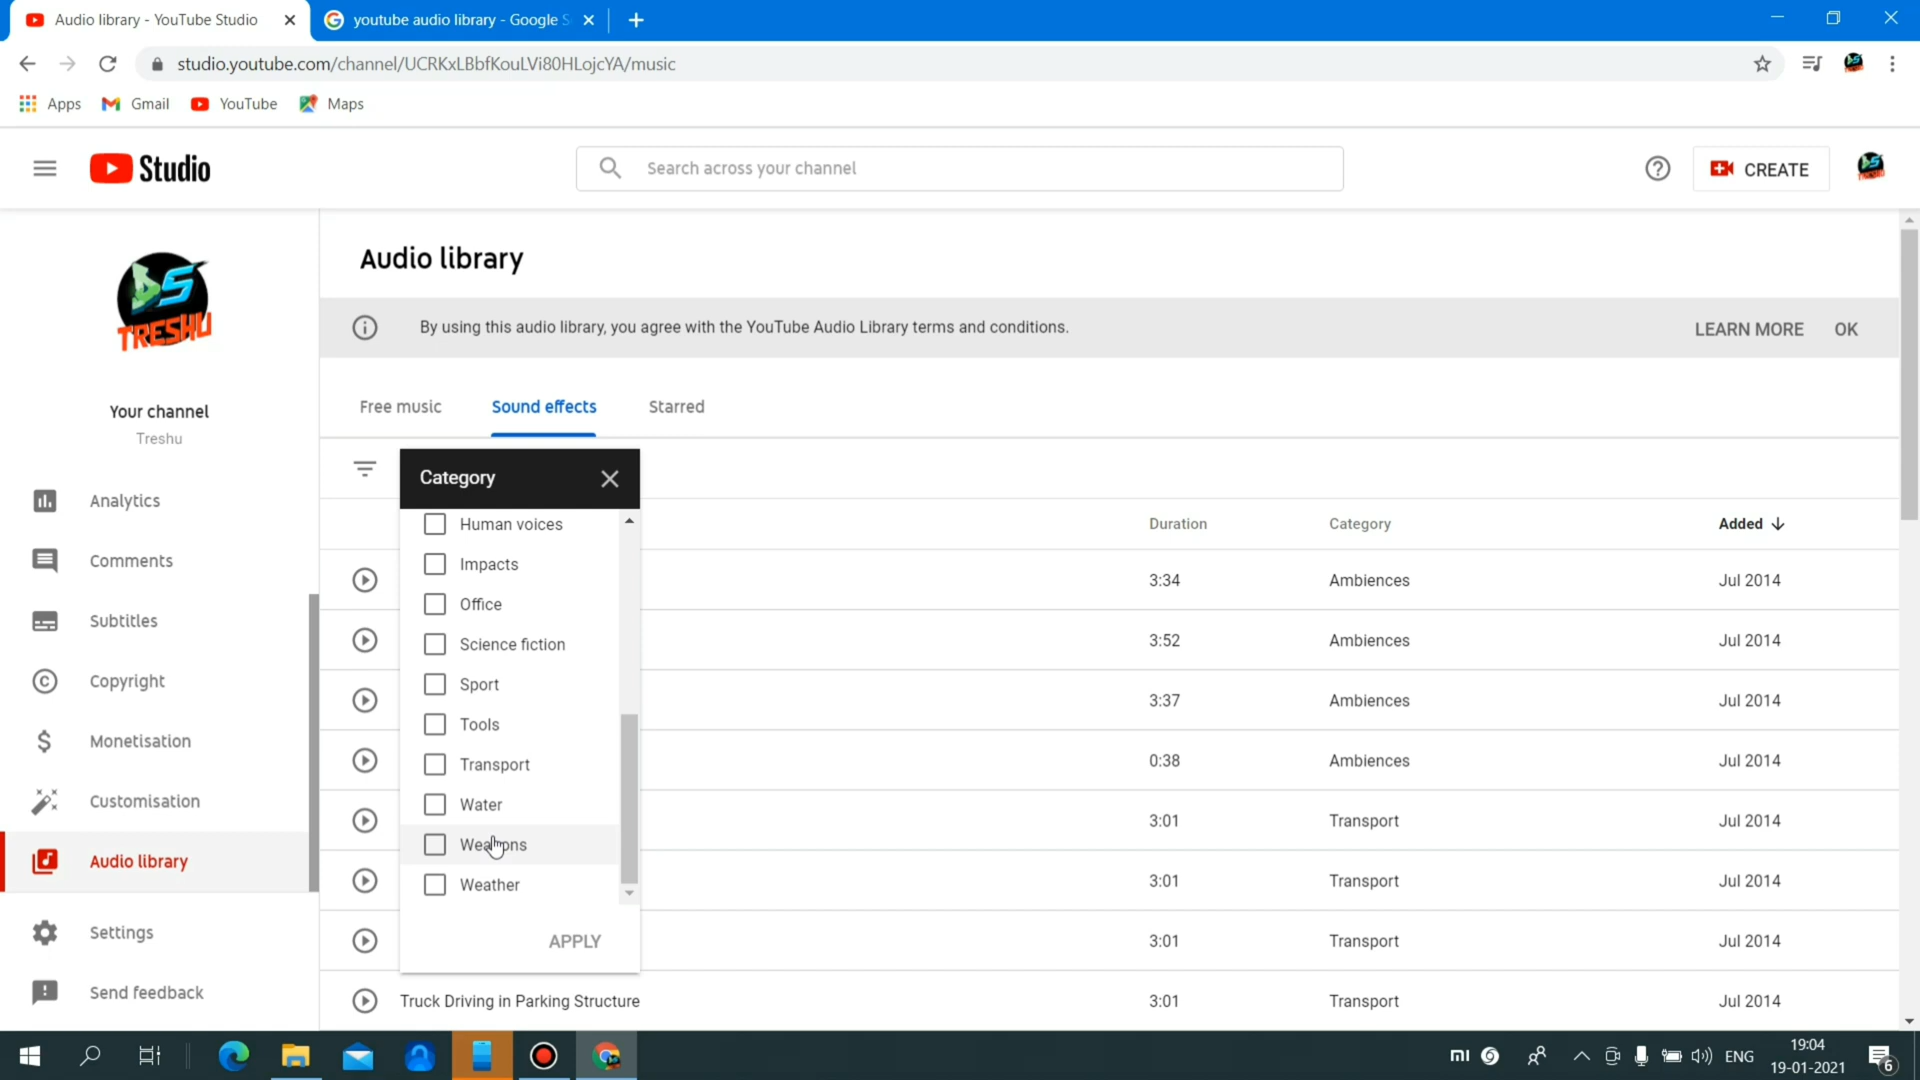 Audio library - YouTube Studio
youtube audio library - Google S
studio.youtube.com/channel/UCRKxLBbfKouLVi80HLojcYA/music
Apps
Gmail
YouTube
Maps
Studio
Search across your channel
CREATE
TRESHU
Your channel
Treshu
Analytics
Comments
Subtitles
Copyright
Monetisation
Customisation
Audio library
Settings
Send feedback
Audio library
By using this audio library, you agree with the YouTube Audio Library terms and conditions.
LEARN MORE
OK
Free music
Sound effects
Starred
Category
Human voices
Impacts
Office
Science fiction
Sport
Tools
Transport
Water
Weapons
Weather
APPLY
Duration
Category
Added
3:34 Ambiences Jul 2014
3:52 Ambiences Jul 2014
3:37 Ambiences Jul 2014
0:38 Ambiences Jul 2014
3:01 Transport Jul 2014
3:01 Transport Jul 2014
3:01 Transport Jul 2014
Truck Driving in Parking Structure 3:01 Transport Jul 2014
ENG
19:04
19-01-2021
6